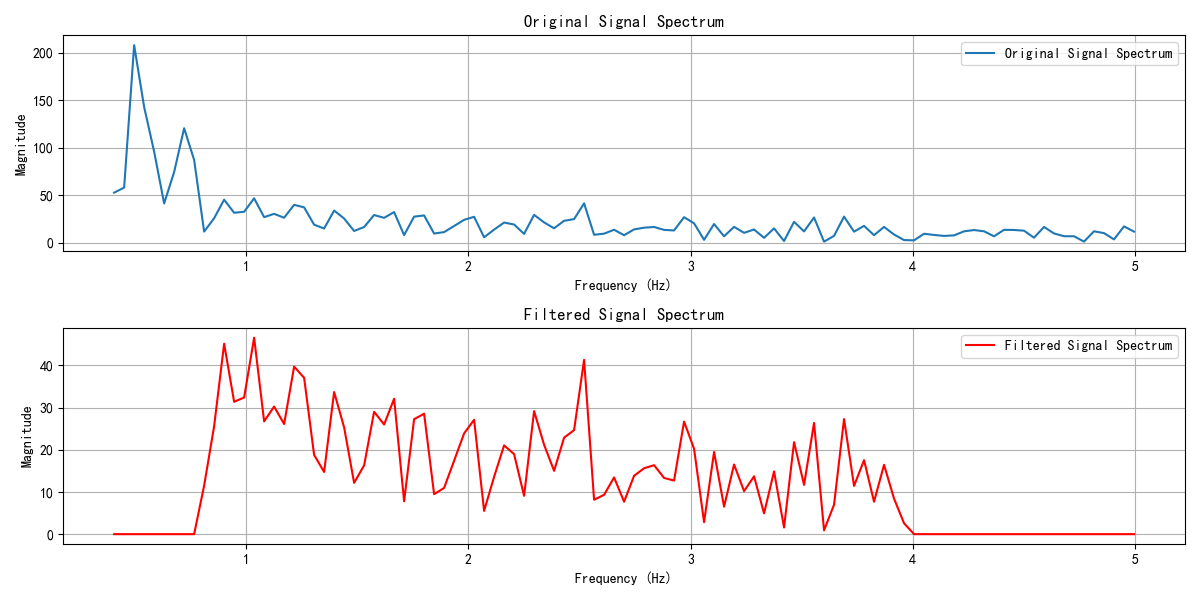 Original Signal Spectrum
Original Signal Spectrum
200
150
100
50
0
Magnitude
1 2 3 4 5
Frequency (Hz)
Filtered Signal Spectrum
Filtered Signal Spectrum
40
30
20
10
0
Magnitude
1 2 3 4 5
Frequency (Hz)